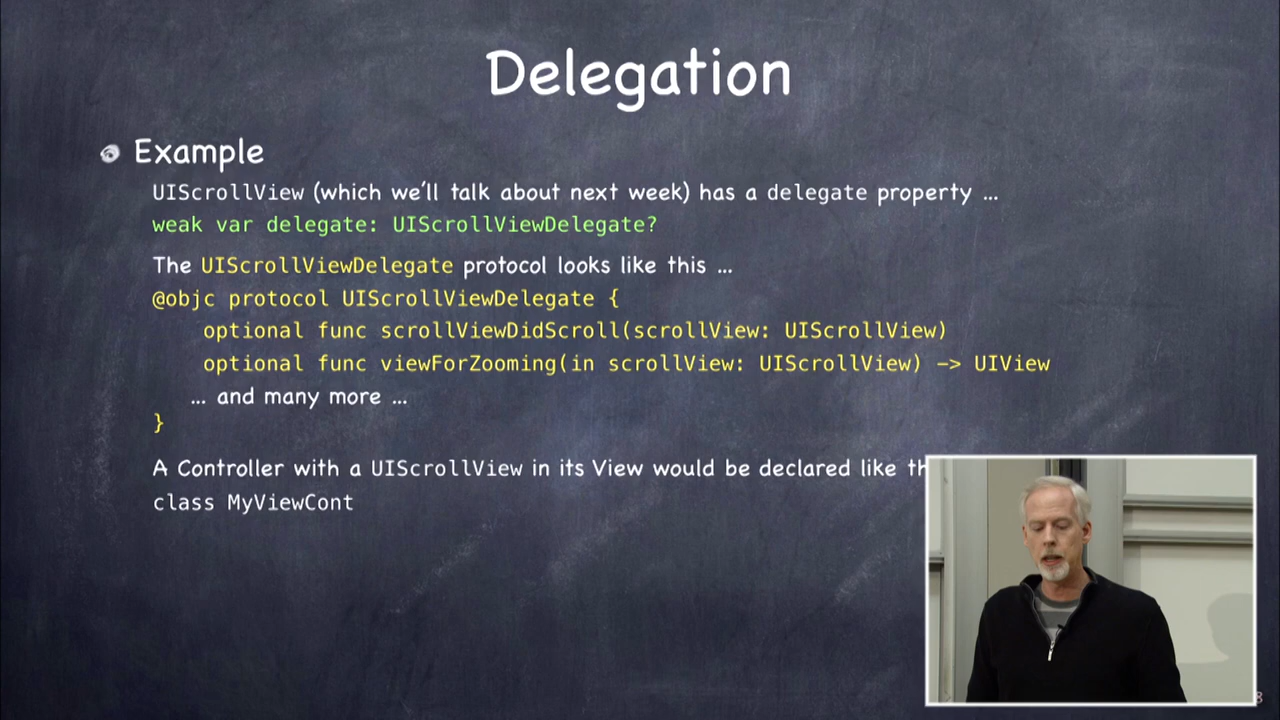 Delegation
Example
UIScrollView (which we'll talk about next week) has a delegate property ...
weak var delegate: UIScrollViewDelegate?
The UIScrollViewDelegate protocol looks like this ...
@objc protocol UIScrollViewDelegate {
optional func scrollViewDidScroll(scrollView: UIScrollView)
optional func viewForZooming(in scrollView: UIScrollView) -> UIView
... and many more ...
}
A Controller with a UIScrollView in its View would be declared like
class MyViewCont